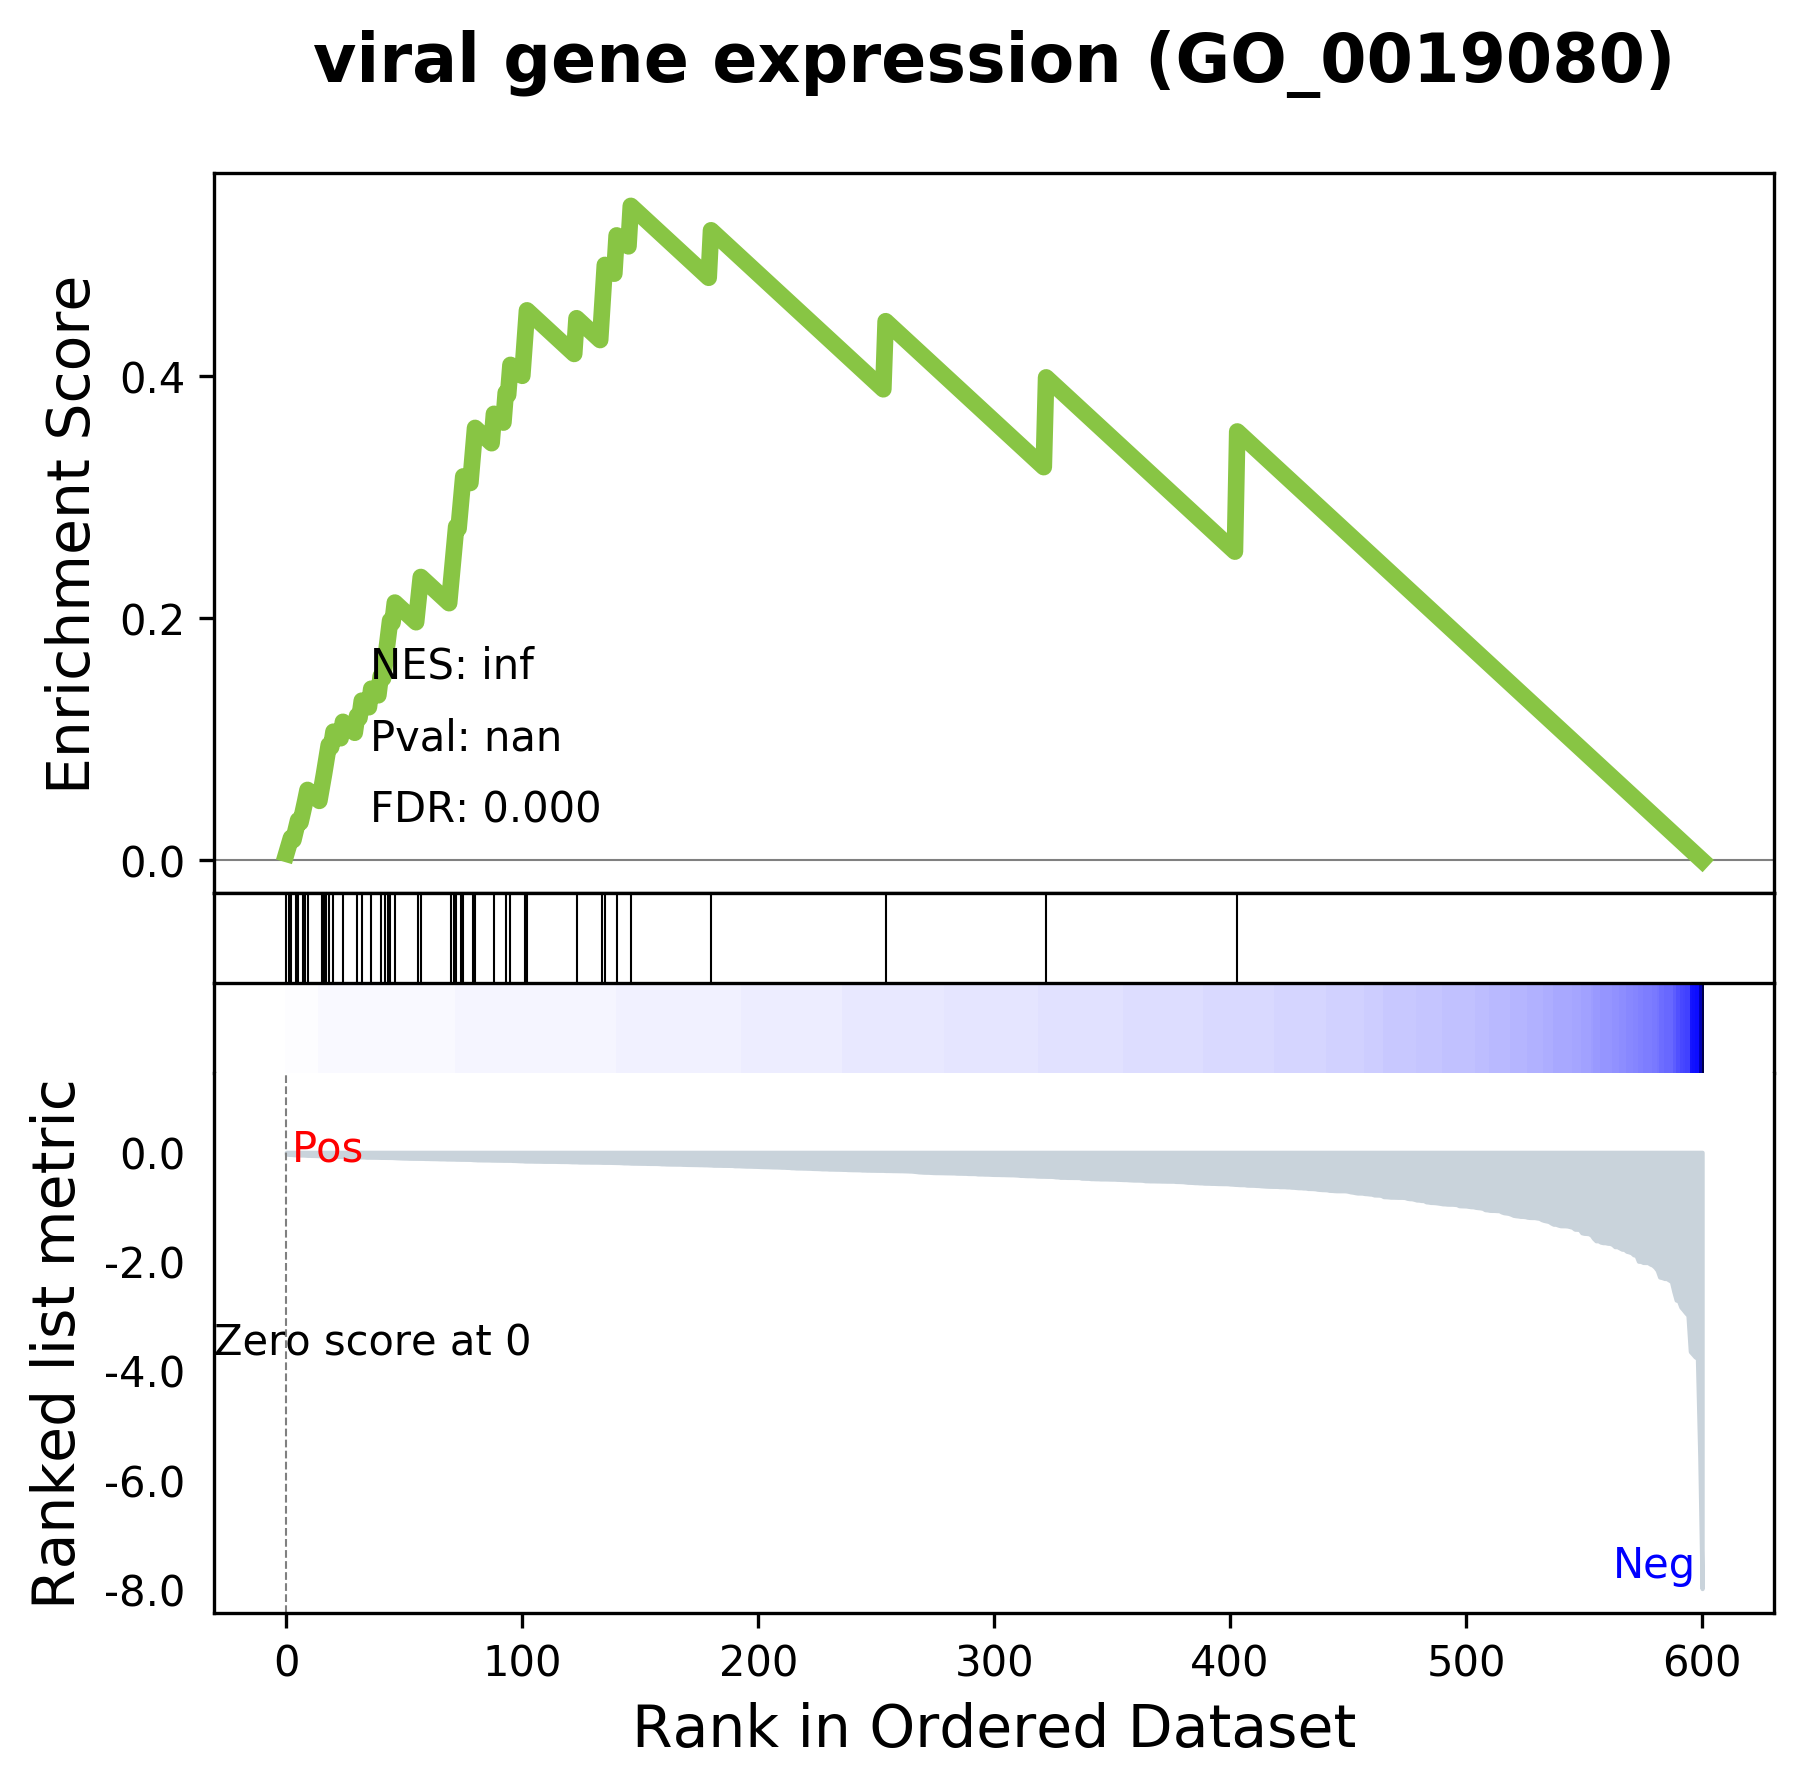 viral gene expression (GO_0019080)
Enrichment Score
0.4
0.2
0.0
NES: inf
Pval: nan
FDR: 0.000
Ranked list metric
0.0
-2.0
-4.0
-6.0
-8.0
Pos
Zero score at 0
Neg
0 100 200 300 400 500 600
Rank in Ordered Dataset